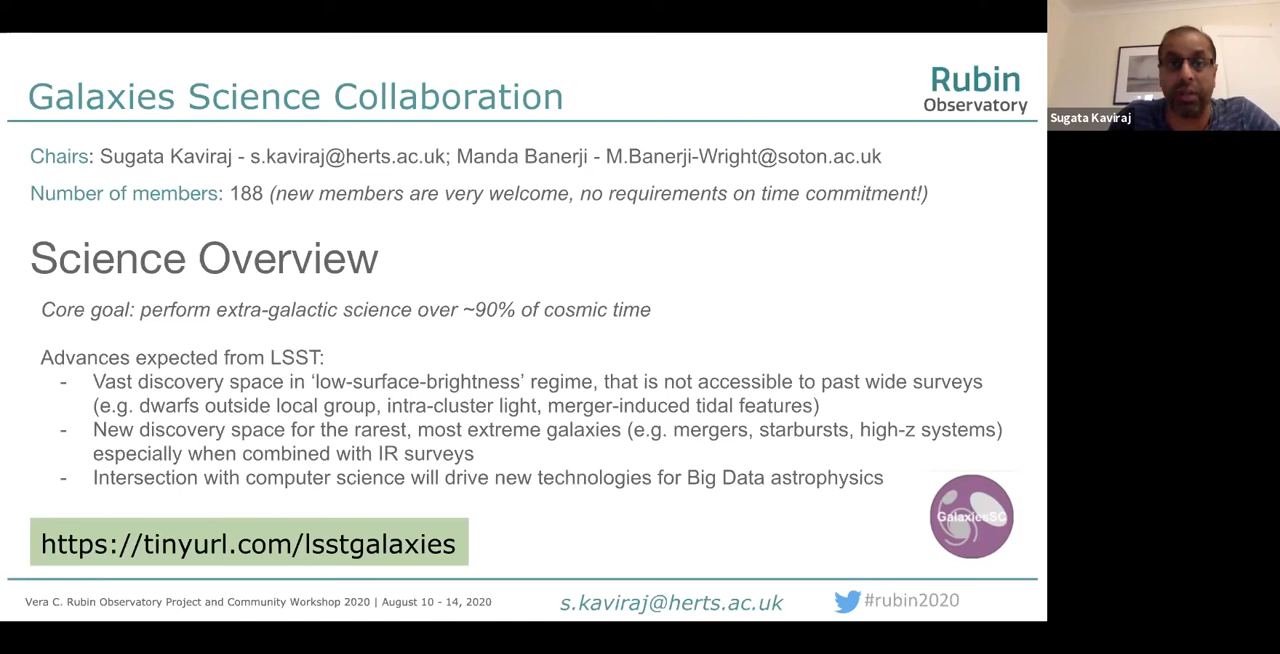 Galaxies Science Collaboration
Rubin
Observatory
Sugata Kaviraj
Chairs: Sugata Kaviraj - s.kaviraj@herts.ac.uk; Manda Banerji - M.Banerji-Wright@soton.ac.uk
Number of members: 188 (new members are very welcome, no requirements on time commitment!)
Science Overview
Core goal: perform extra-galactic science over ~90% of cosmic time
Advances expected from LSST:
- Vast discovery space in ‘low-surface-brightness’ regime, that is not accessible to past wide surveys
(e.g. dwarfs outside local group, intra-cluster light, merger-induced tidal features)
- New discovery space for the rarest, most extreme galaxies (e.g. mergers, starbursts, high-z systems)
especially when combined with IR surveys
- Intersection with computer science will drive new technologies for Big Data astrophysics
GalaxiesSC
https://tinyurl.com/lsstgalaxies
Vera C. Rubin Observatory Project and Community Workshop 2020 | August 10 - 14, 2020
s.kaviraj@herts.ac.uk
#rubin2020